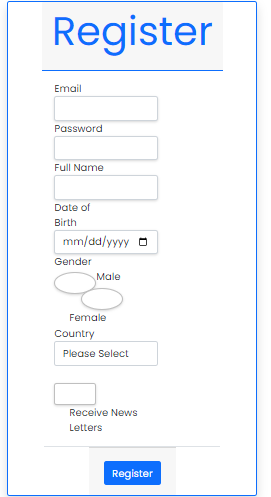 Register
Email
Password
Full Name
Date of
Birth
mm/dd/yyyy
Gender
Male
Female
Country
Please Select
Receive News
Letters
Register